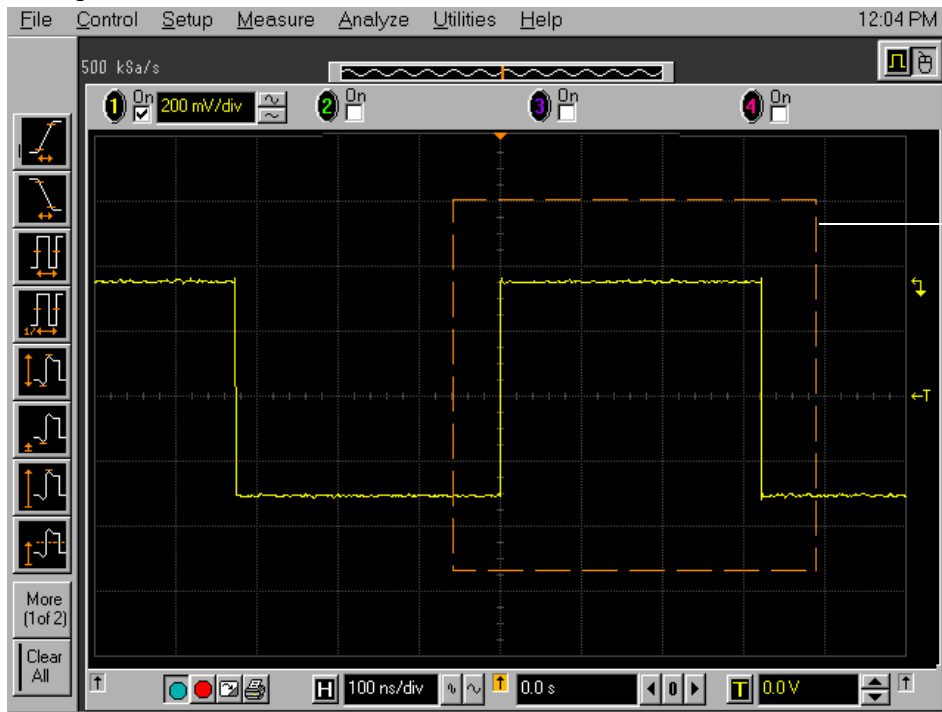 File Control Setup Measure Analyze Utilities Help 12:04 PM
500 kSa/s
1 On 200 mV/div 2 On 3 On 4 On
T
More
(1of 2)
Clear
All
H 100 ns/div 0.0 s 0 T 0.0 V